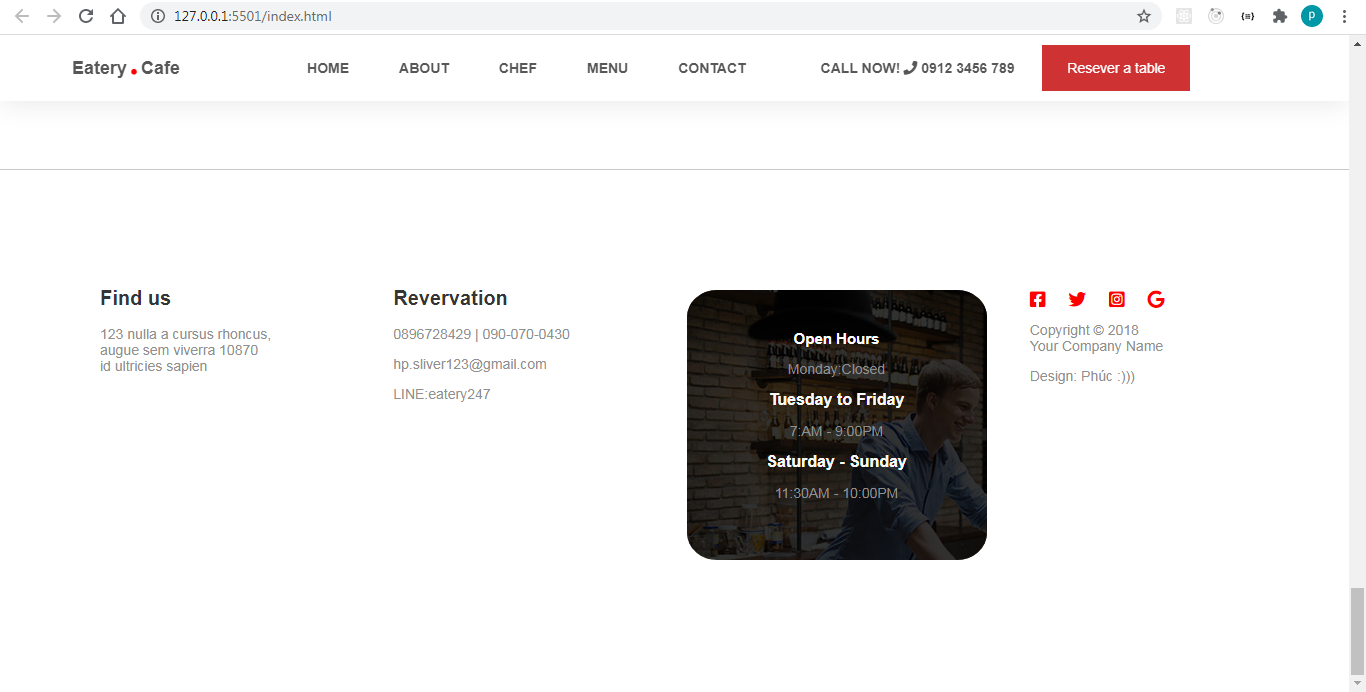 127.0.0.1:5501/index.html
P
Eatery.Cafe
HOME
ABOUT
CHEF
MENU
CONTACT
CALL NOW! 0912 3456 789
Resever a table
Find us
123 nulla a cursus rhoncus,
augue sem viverra 10870
id ultricies sapien
Revervation
0896728429 | 090-070-0430
hp.sliver123@gmail.com
LINE:eatery247
Open Hours
Monday:Closed
Tuesday to Friday
7:AM - 9:00PM
Saturday - Sunday
11:30AM - 10:00PM
Copyright © 2018
Your Company Name
Design: Phúc :)))